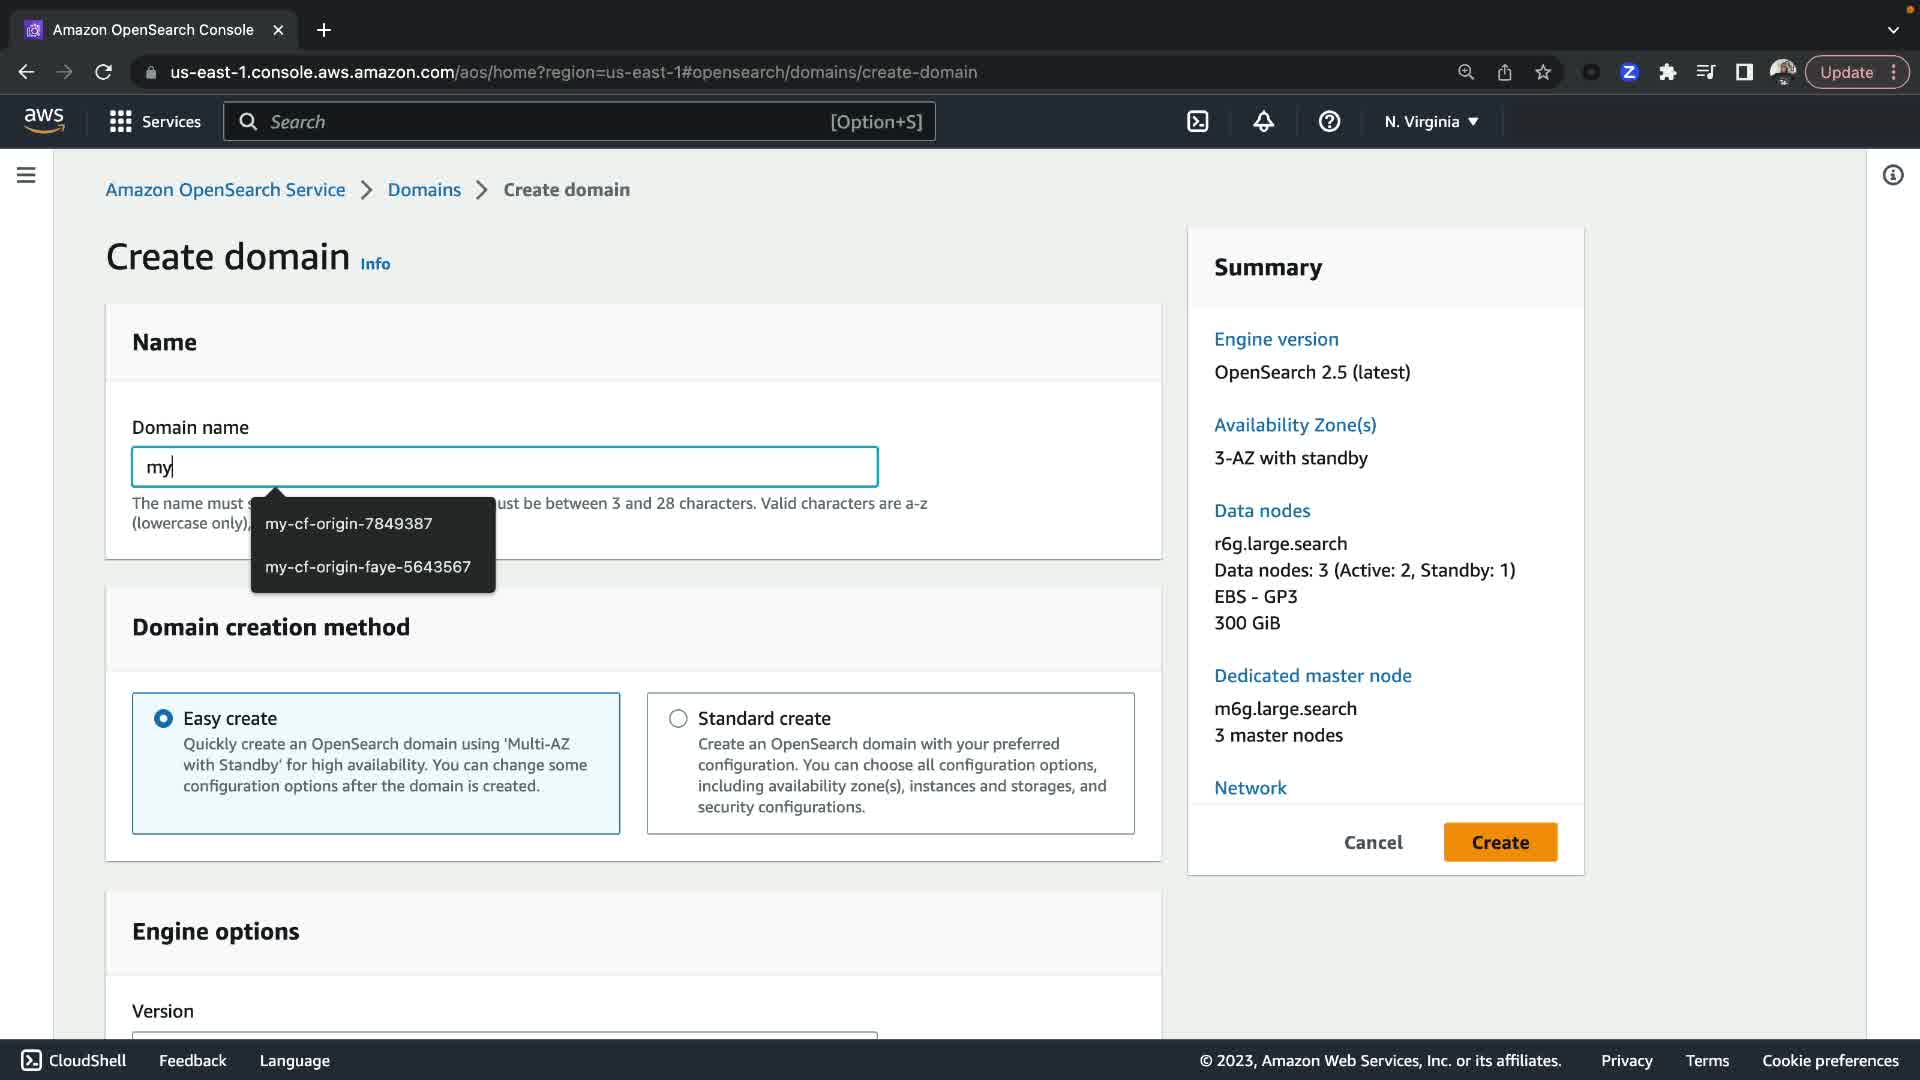 Amazon OpenSearch Console
us-east-1.console.aws.amazon.com/aos/home?region=us-east-1#opensearch/domains/create-domain
Z
Update
aws
Services
Search
[Option+S]
N. Virginia
Amazon OpenSearch Service
Domains
Create domain
Create domain Info
Name
Domain name
my
The name must
ust be between 3 and 28 characters. Valid characters are a-z
(lowercase only),
my-cf-origin-7849387
my-cf-origin-faye-5643567
Domain creation method
Easy create
Quickly create an OpenSearch domain using 'Multi-AZ
with Standby' for high availability. You can change some
configuration options after the domain is created.
Standard create
Create an OpenSearch domain with your preferred
configuration. You can choose all configuration options,
including availability zone(s), instances and storages, and
security configurations.
Engine options
Version
Summary
Engine version
OpenSearch 2.5 (latest)
Availability Zone(s)
3-AZ with standby
Data nodes
r6g.large.search
Data nodes: 3 (Active: 2, Standby: 1)
EBS - GP3
300 GiB
Dedicated master node
m6g.large.search
3 master nodes
Network
Cancel
Create
CloudShell
Feedback
Language
© 2023, Amazon Web Services, Inc. or its affiliates.
Privacy
Terms
Cookie preferences